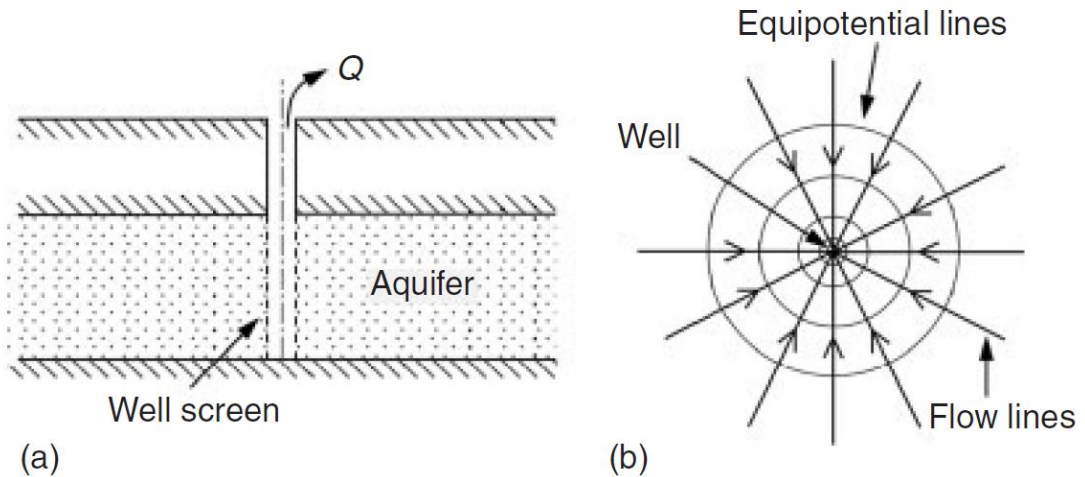 Q
Aquifer
Well screen
(a)
Equipotential lines
Well
Flow lines
(b)